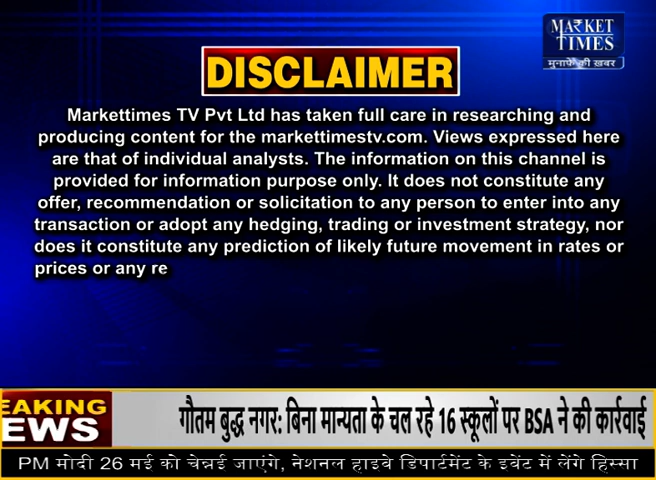 MARKET
TIMES
मुनाफे की ख़बर
DISCLAIMER
Markettimes TV Pvt Ltd has taken full care in researching and
producing content for the markettimestv.com. Views expressed here
are that of individual analysts. The information on this channel is
provided for information purpose only. It does not constitute any
offer, recommendation or solicitation to any person to enter into any
transaction or adopt any hedging, trading or investment strategy, nor
does it constitute any prediction of likely future movement in rates or
prices or any re
EAKING
EWS
गौतम बुद्ध नगर: बिना मान्यता के चल रहे 16 स्कूलों पर BSA ने की कार्रवाई
PM मोदी 26 मई को चेन्नई जाएंगे, नेशनल हाइवे डिपार्टमेंट के इवेंट में लेंगे हिस्सा